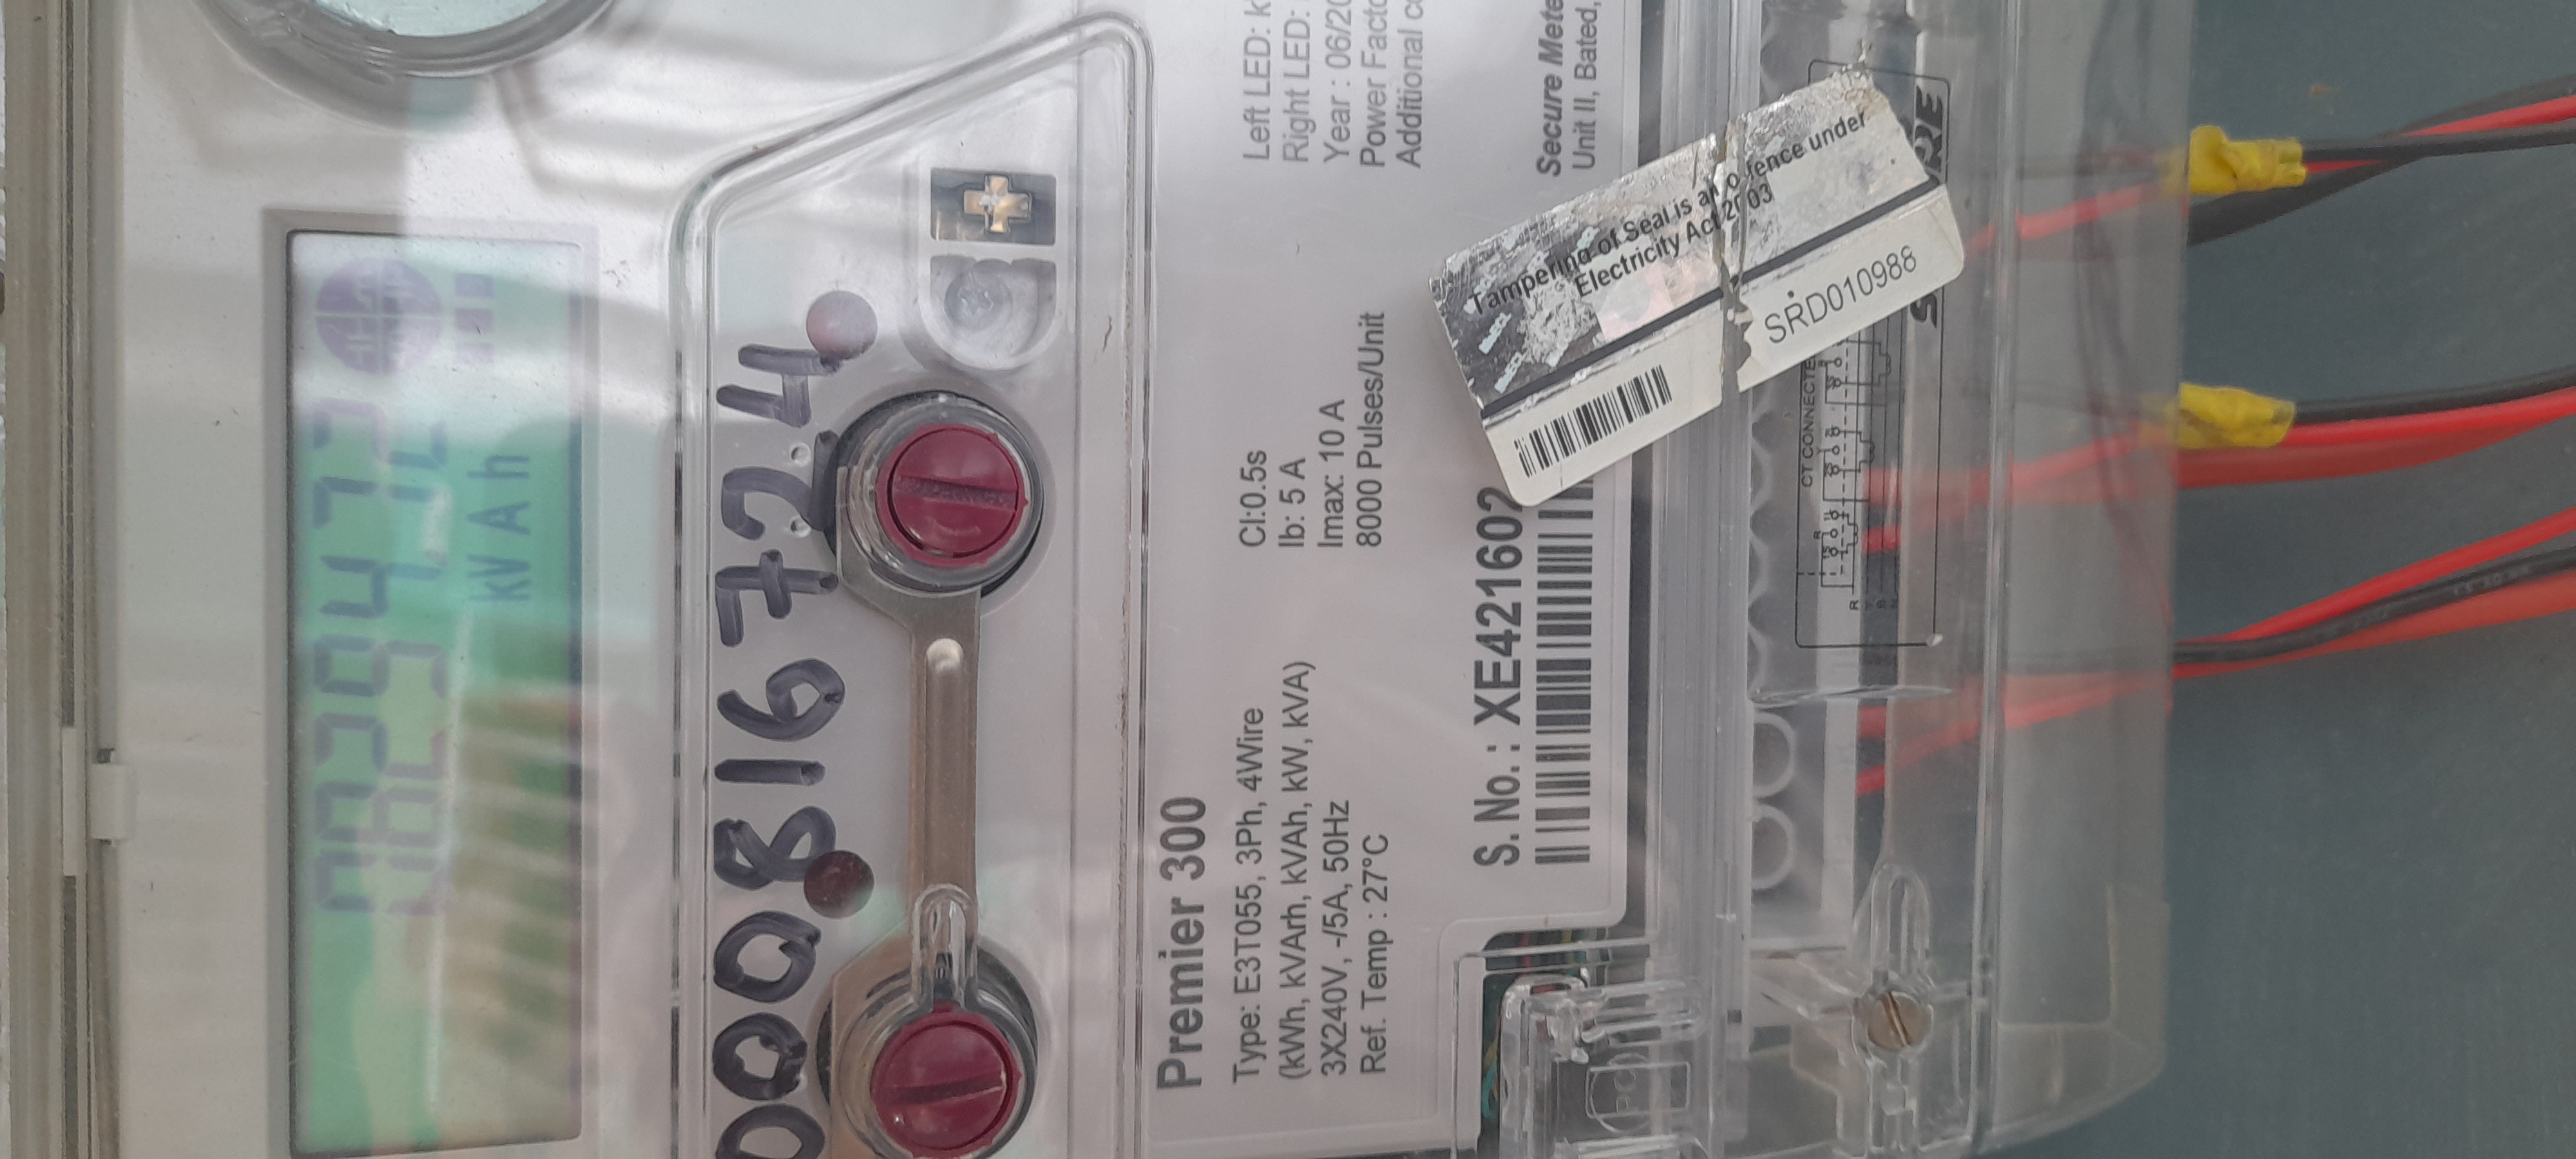 kVAh
000816724
Premier 300
Type: E3T055, 3Ph, 4Wire
(kWh, kVArh, kVAh, kW, kVA)
3X240V, -/5A, 50Hz
Ref. Temp : 27°C
Cl:0.5s
Ib: 5 A
Imax: 10 A
8000 Pulses/Unit
Left LED: k
Right LED:
Year : 06/20
Power Facto
Additional co
Secure Mete
Unit II, Bated,
S. No. : XE421602
Tampering of Seal is an offence under
Electricity Act 2003
SRD010988
CT CONNECTE